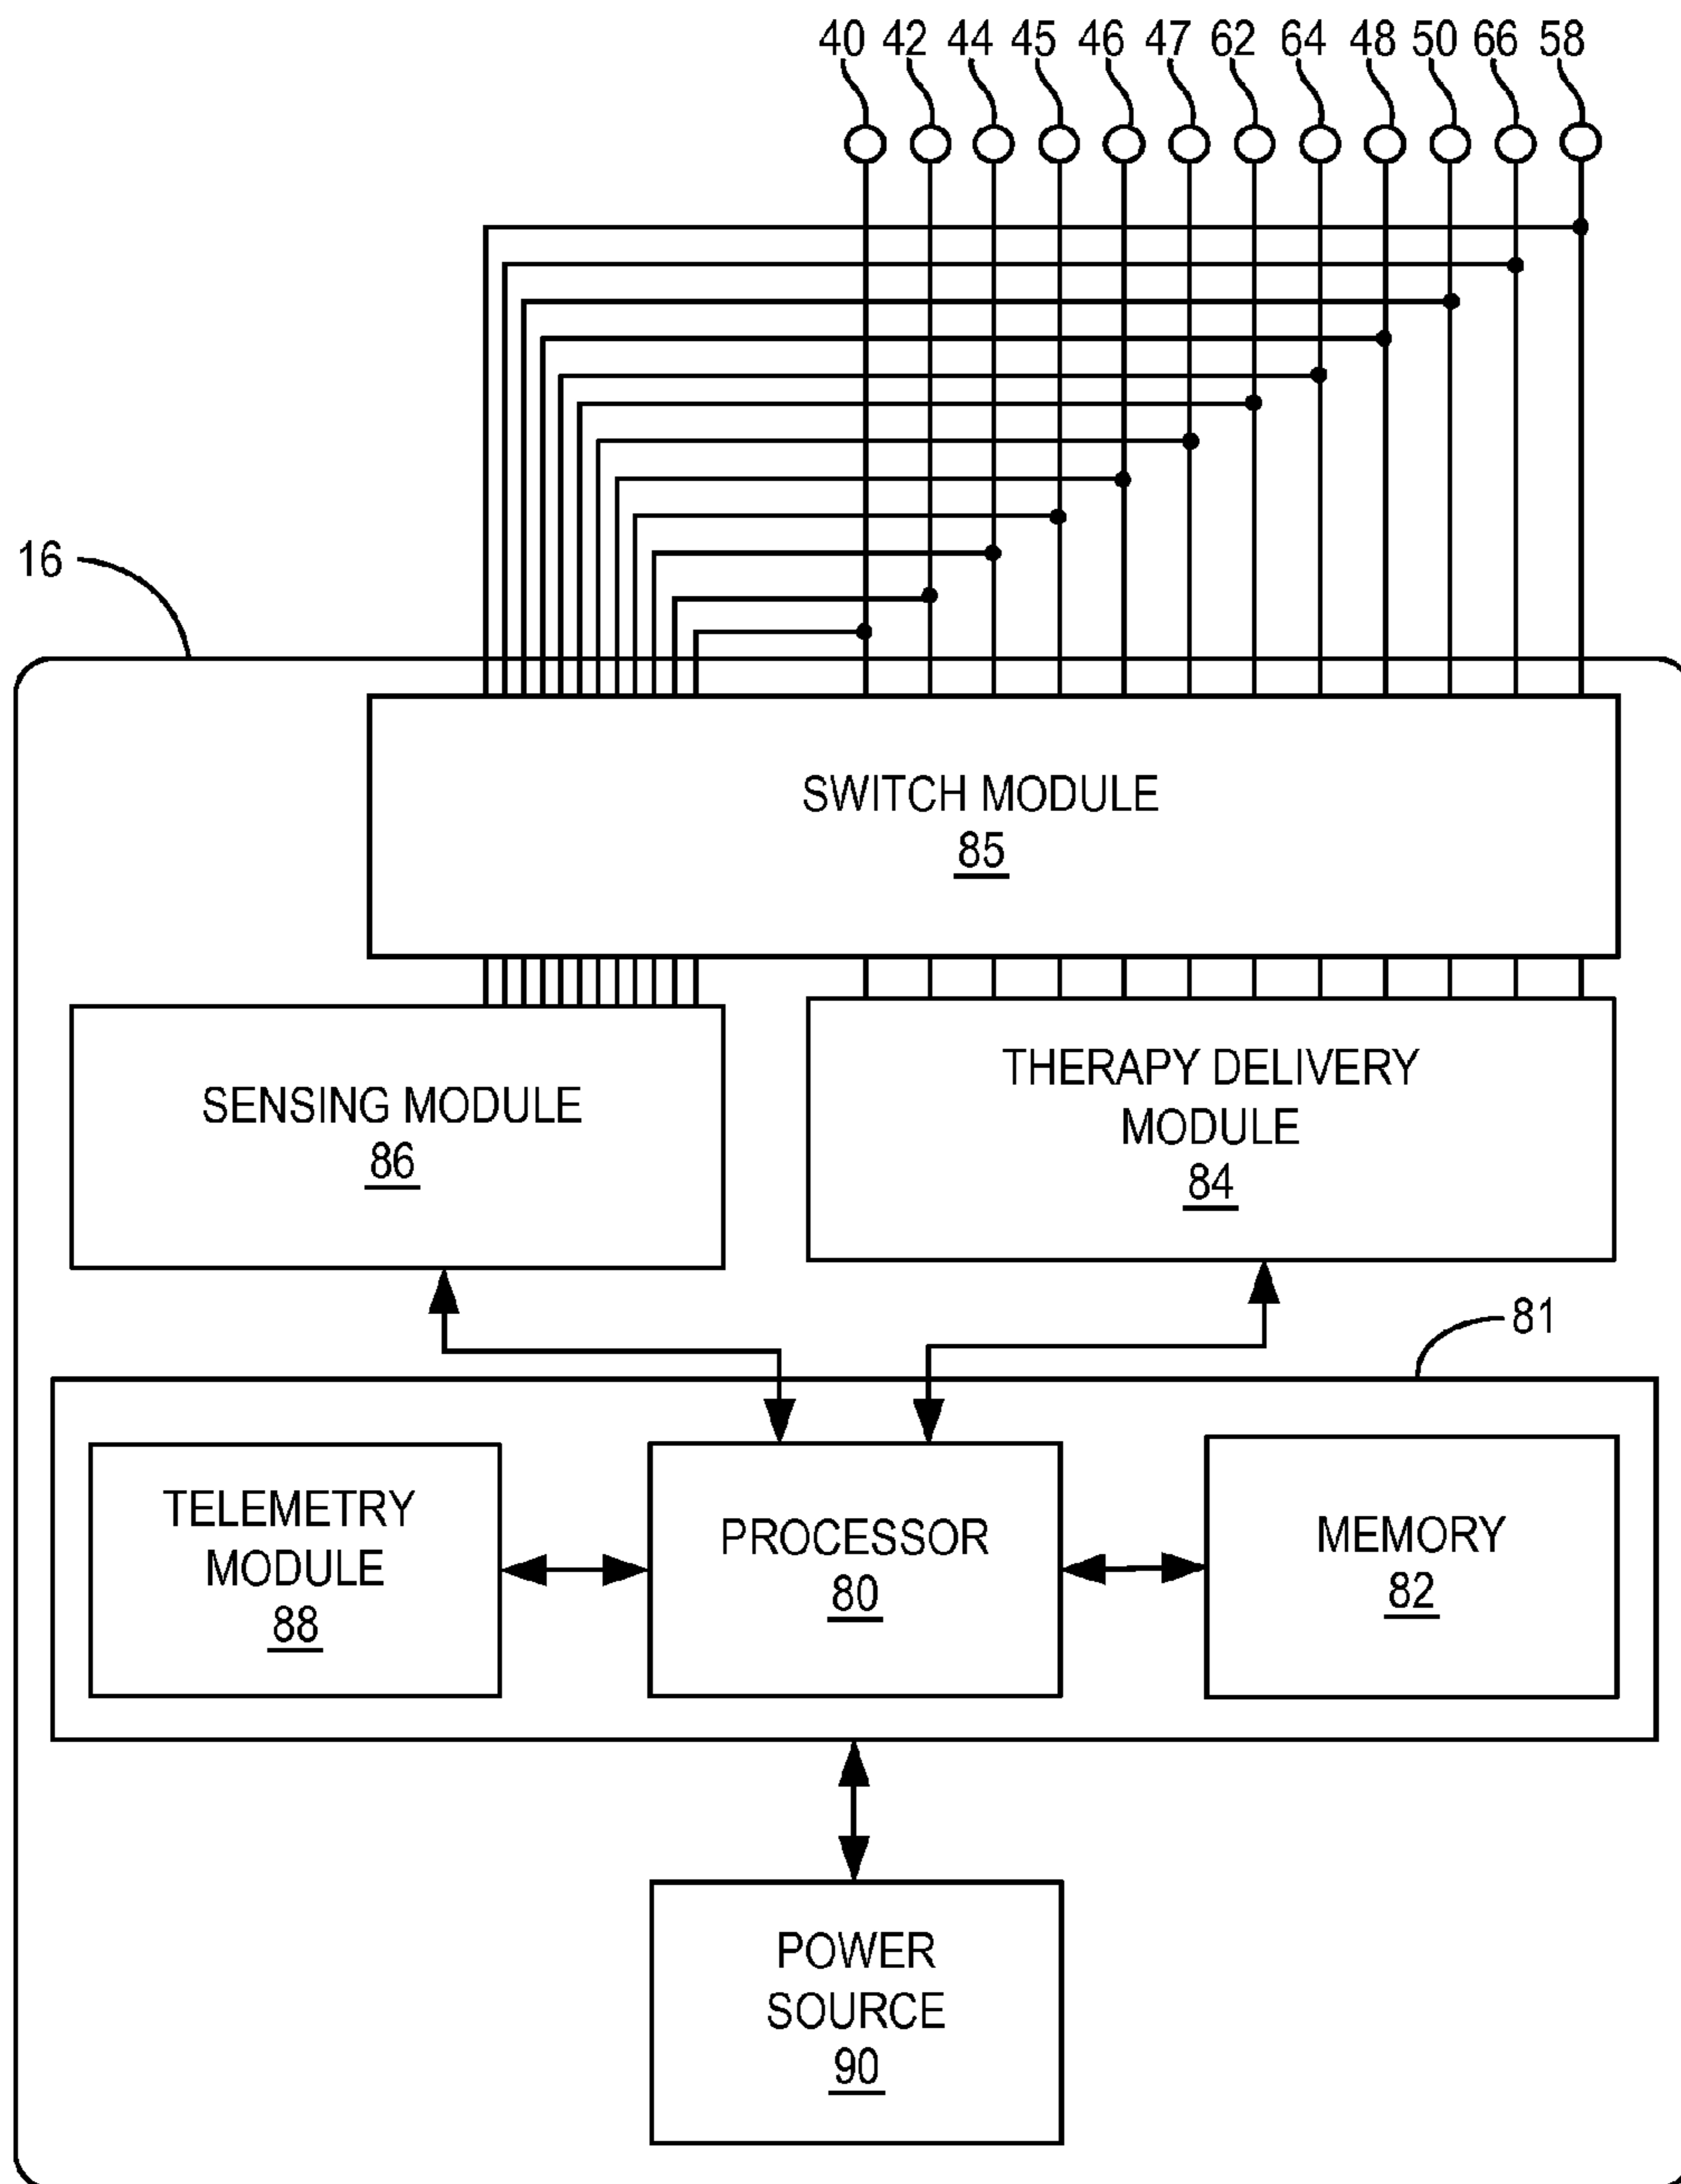 40 42 44 45 46 47 62 64 48 50 66 58
16
SWITCH MODULE
85
SENSING MODULE
86
THERAPY DELIVERY
MODULE
84
81
TELEMETRY
MODULE
88
PROCESSOR
80
MEMORY
82
POWER
SOURCE
90